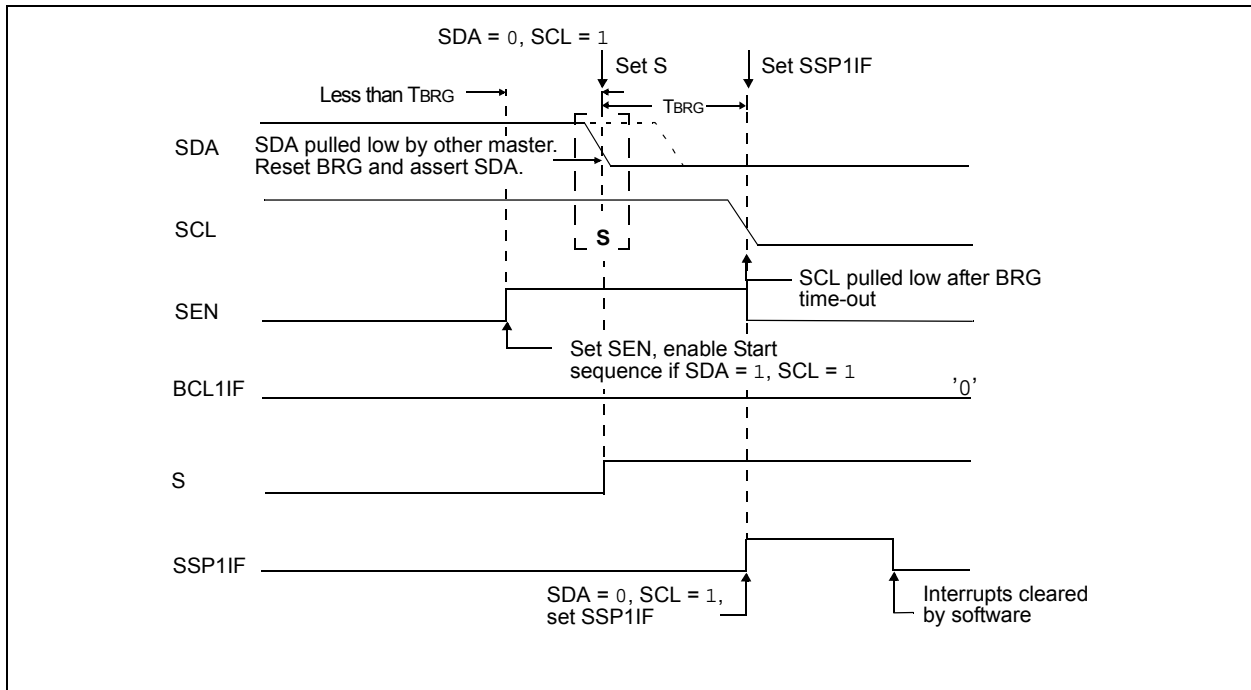 SDA = 0, SCL = 1
Set S
Set SSP1IF
Less than TBRG
TBRG
SDA
SDA pulled low by other master.
Reset BRG and assert SDA.
SCL
S
SCL pulled low after BRG
time-out
SEN
Set SEN, enable Start
sequence if SDA = 1, SCL = 1
BCL1IF
'0'
S
SSP1IF
SDA = 0, SCL = 1,
set SSP1IF
Interrupts cleared
by software